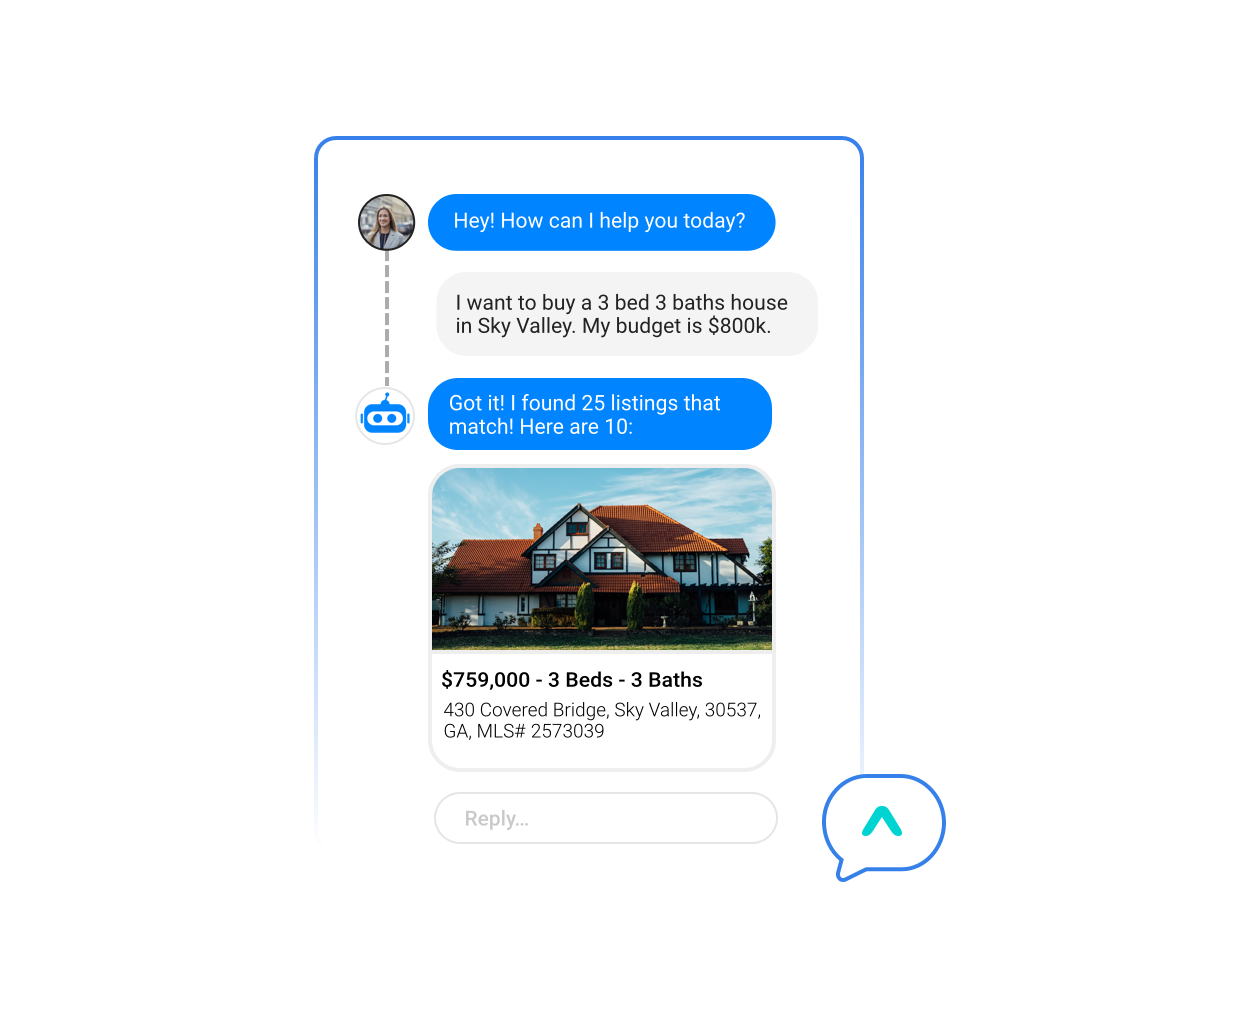 Hey! How can I help you today?
I want to buy a 3 bed 3 baths house
in Sky Valley. My budget is $800k.
Got it! I found 25 listings that
match! Here are 10:
$759,000 - 3 Beds - 3 Baths
430 Covered Bridge, Sky Valley, 30537,
GA, MLS# 2573039
Reply...